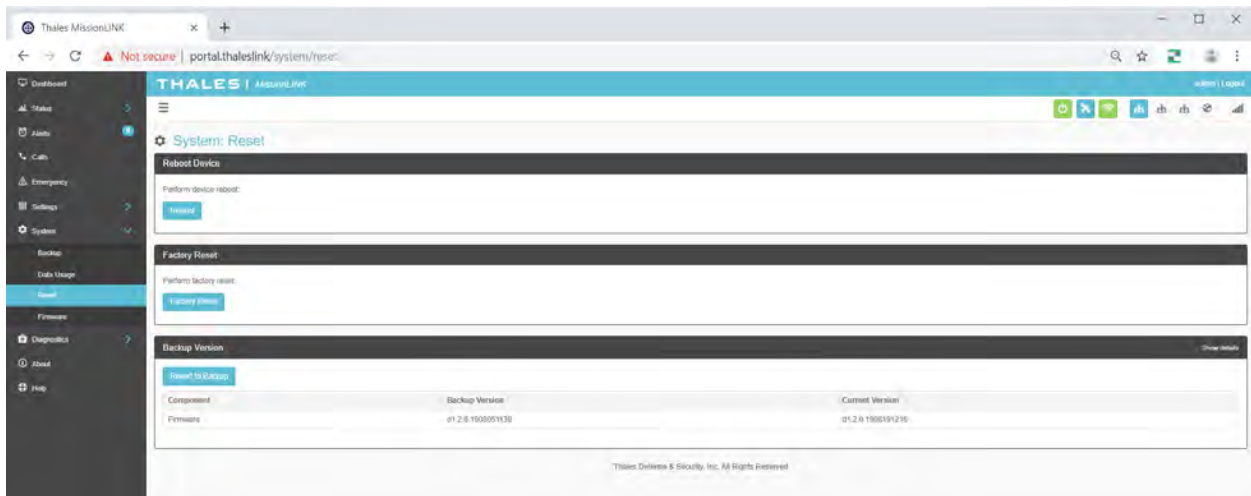 Thales MissionLINK
Not secure | portal.thaleslink/system/reset
Dashboard
THALES | MissionLINK
admin | Logout
Status
Alerts
System: Reset
Calls
Reboot Device
Emergency
Perform device reboot:
Settings
Reboot
System
Backup
Factory Reset
Data Usage
Perform factory reset:
Reset
Factory Reset
Firmware
Diagnostics
Backup Version
Show details
About
Revert to Backup
Help
Component Backup Version Current Version
Firmware
Thales Defense & Security, Inc. All Rights Reserved